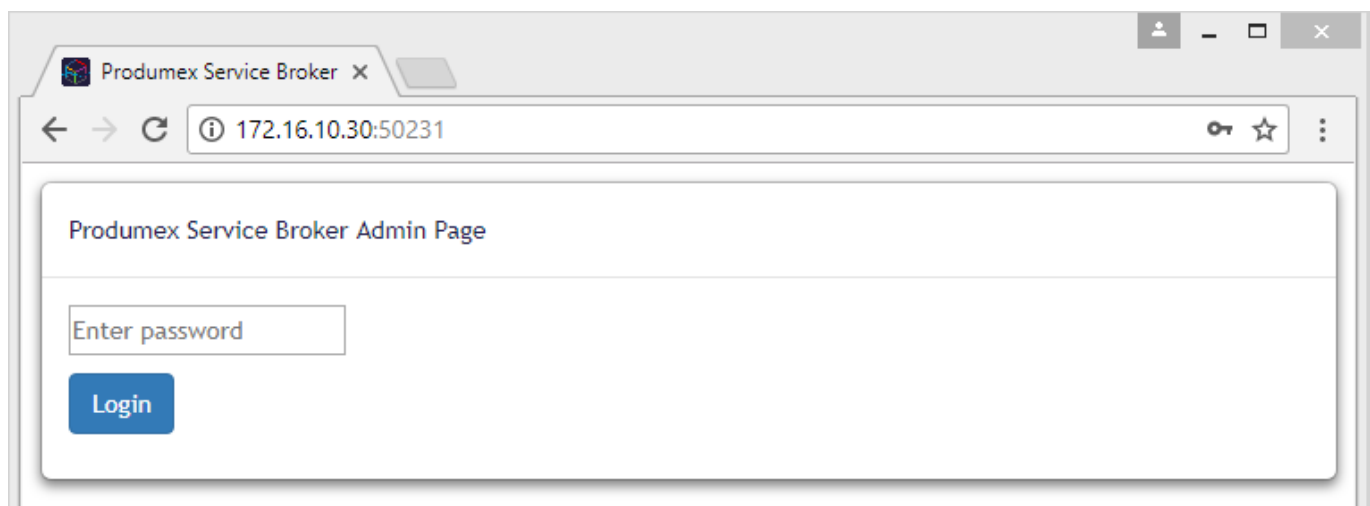 Produmex Service Broker
172.16.10.30:50231
Produmex Service Broker Admin Page
Enter password
Login